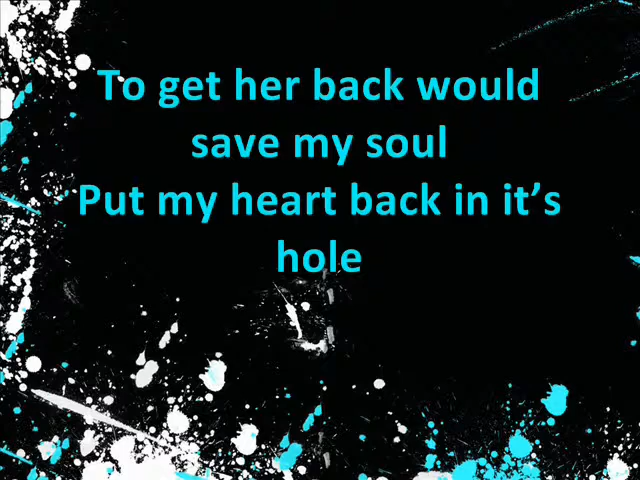 To get her back would
save my soul
Put my heart back in it’s
hole